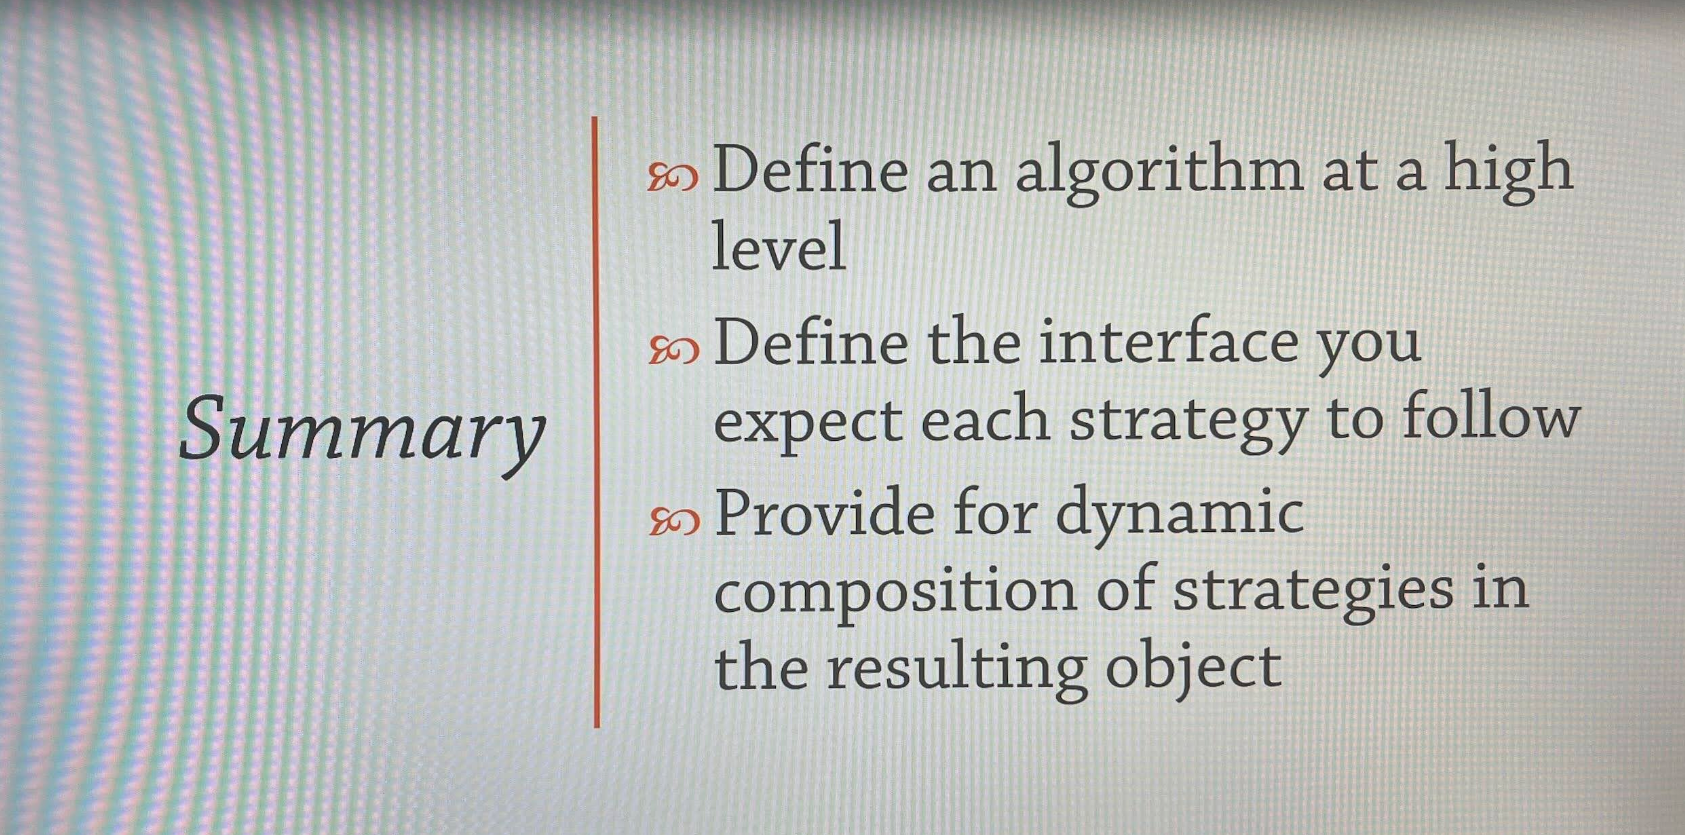 Summary
Define an algorithm at a high
level
Define the interface you
expect each strategy to follow
Provide for dynamic
composition of strategies in
the resulting object